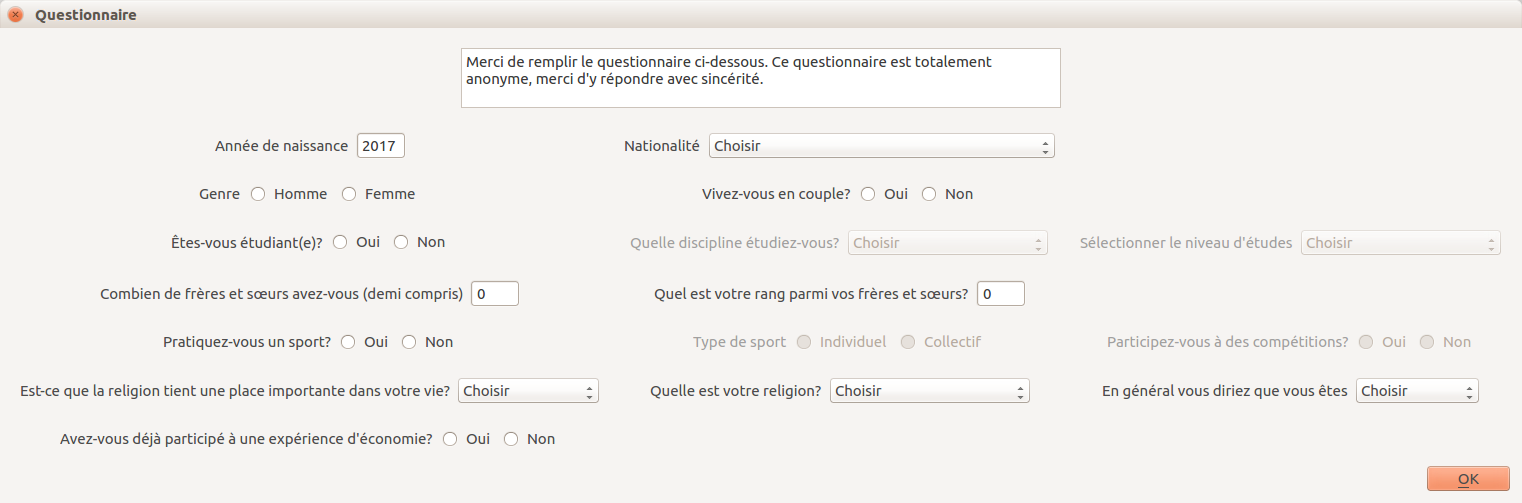 Questionnaire
Merci de remplir le questionnaire ci-dessous. Ce questionnaire est totalement
anonyme, merci d'y répondre avec sincérité.
Année de naissance 2017 Nationalité Choisir
Genre Homme Femme Vivez-vous en couple? Oui Non
Êtes-vous étudiant(e)? Oui Non Quelle discipline étudiez-vous? Choisir Sélectionner le niveau d'études Choisir
Combien de frères et sœurs avez-vous (demi compris) 0 Quel est votre rang parmi vos frères et sœurs? 0
Pratiquez-vous un sport? Oui Non Type de sport Individuel Collectif Participez-vous à des compétitions? Oui Non
Est-ce que la religion tient une place importante dans votre vie? Choisir Quelle est votre religion? Choisir En général vous diriez que vous êtes Choisir
Avez-vous déjà participé à une expérience d'économie? Oui Non
OK